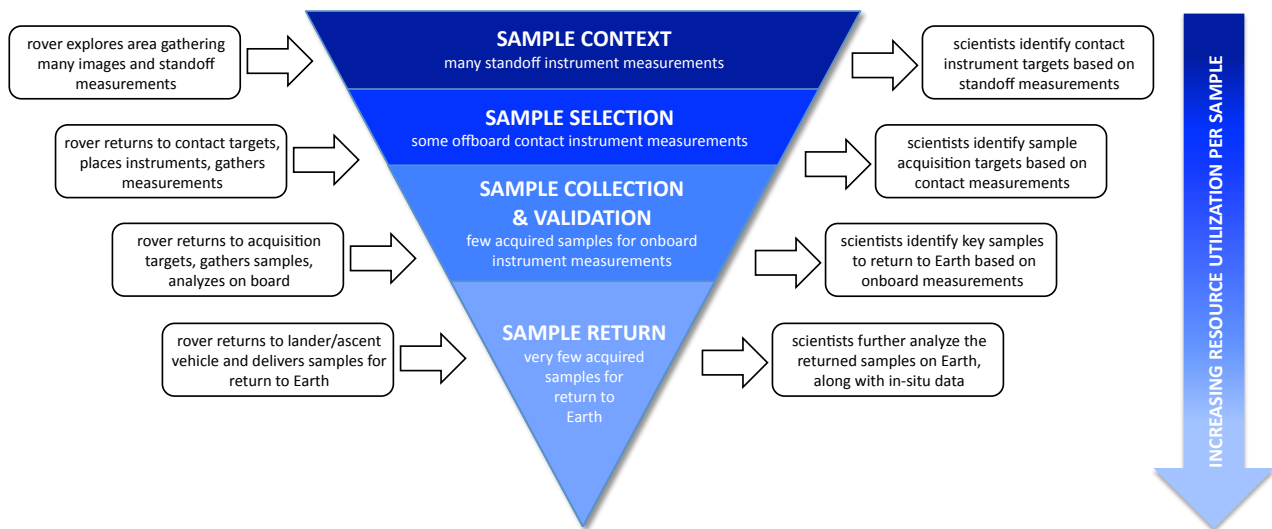 rover explores area gathering
many images and standoff
measurements
SAMPLE CONTEXT
many standoff instrument measurements
scientists identify contact
instrument targets based on
standoff measurements
rover returns to contact targets,
places instruments, gathers
measurements
SAMPLE SELECTION
some offboard contact instrument measurements
scientists identify sample
acquisition targets based on
contact measurements
rover returns to acquisition
targets, gathers samples,
analyzes on board
SAMPLE COLLECTION
& VALIDATION
few acquired samples for onboard
instrument measurements
scientists identify key samples
to return to Earth based on
onboard measurements
rover returns to lander/ascent
vehicle and delivers samples for
return to Earth
SAMPLE RETURN
very few acquired
samples for
return to
Earth
scientists further analyze the
returned samples on Earth,
along with in-situ data
INCREASING RESOURCE UTILIZATION PER SAMPLE